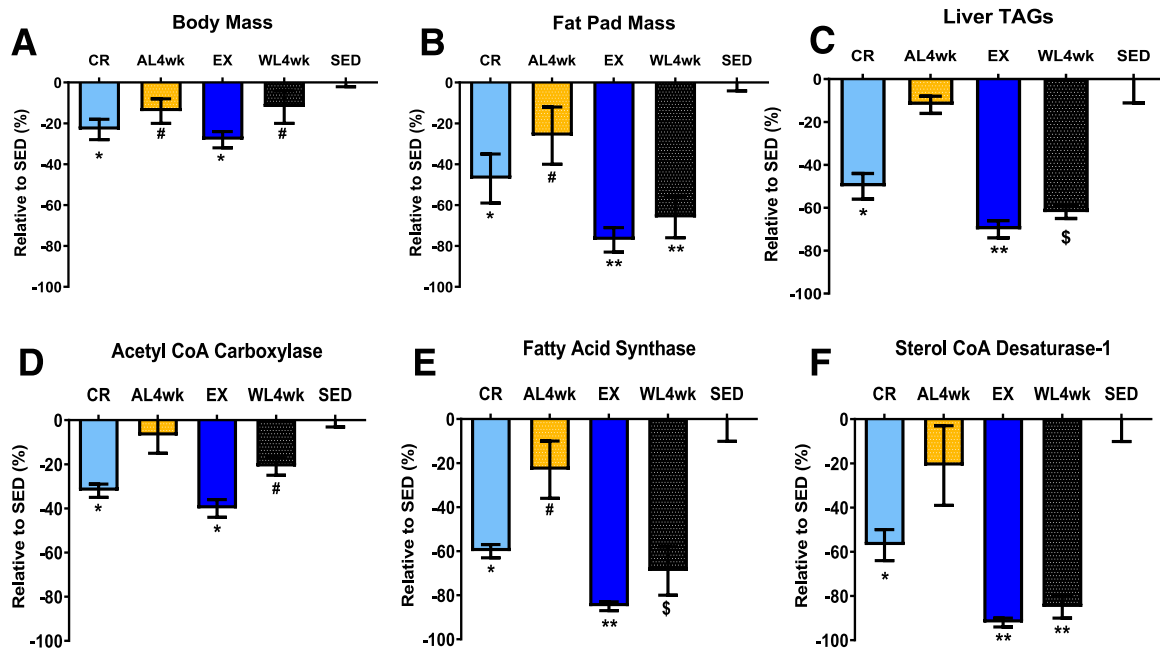 A
Body Mass
CR AL4wk EX WL4wk SED
Relative to SED (%)
0
-20
-40
-60
-80
-100
*
#
*
#
B
Fat Pad Mass
CR AL4wk EX WL4wk SED
Relative to SED (%)
0
-20
-40
-60
-80
-100
*
#
**
**
C
Liver TAGs
CR AL4wk EX WL4wk SED
Relative to SED (%)
0
-20
-40
-60
-80
-100
*
**
$
D
Acetyl CoA Carboxylase
CR AL4wk EX WL4wk SED
Relative to SED (%)
0
-20
-40
-60
-80
-100
*
*
#
E
Fatty Acid Synthase
CR AL4wk EX WL4wk SED
Relative to SED (%)
0
-20
-40
-60
-80
-100
*
#
**
$
F
Sterol CoA Desaturase-1
CR AL4wk EX WL4wk SED
Relative to SED (%)
0
-20
-40
-60
-80
-100
*
**
**